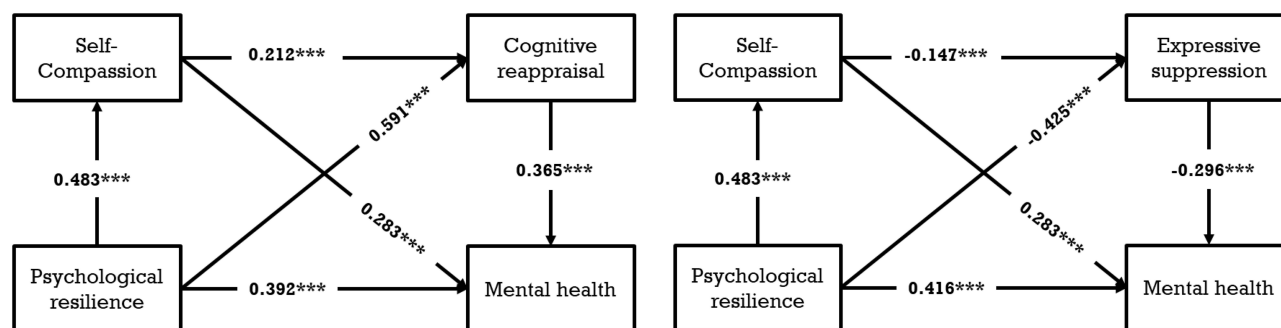 Self-
Compassion
0.212***
Cognitive
reappraisal
0.591***
0.483***
0.365***
0.283***
Psychological
resilience
0.392***
Mental health
Self-
Compassion
-0.147***
Expressive
suppression
-0.425***
0.483***
-0.296***
0.283***
Psychological
resilience
0.416***
Mental health